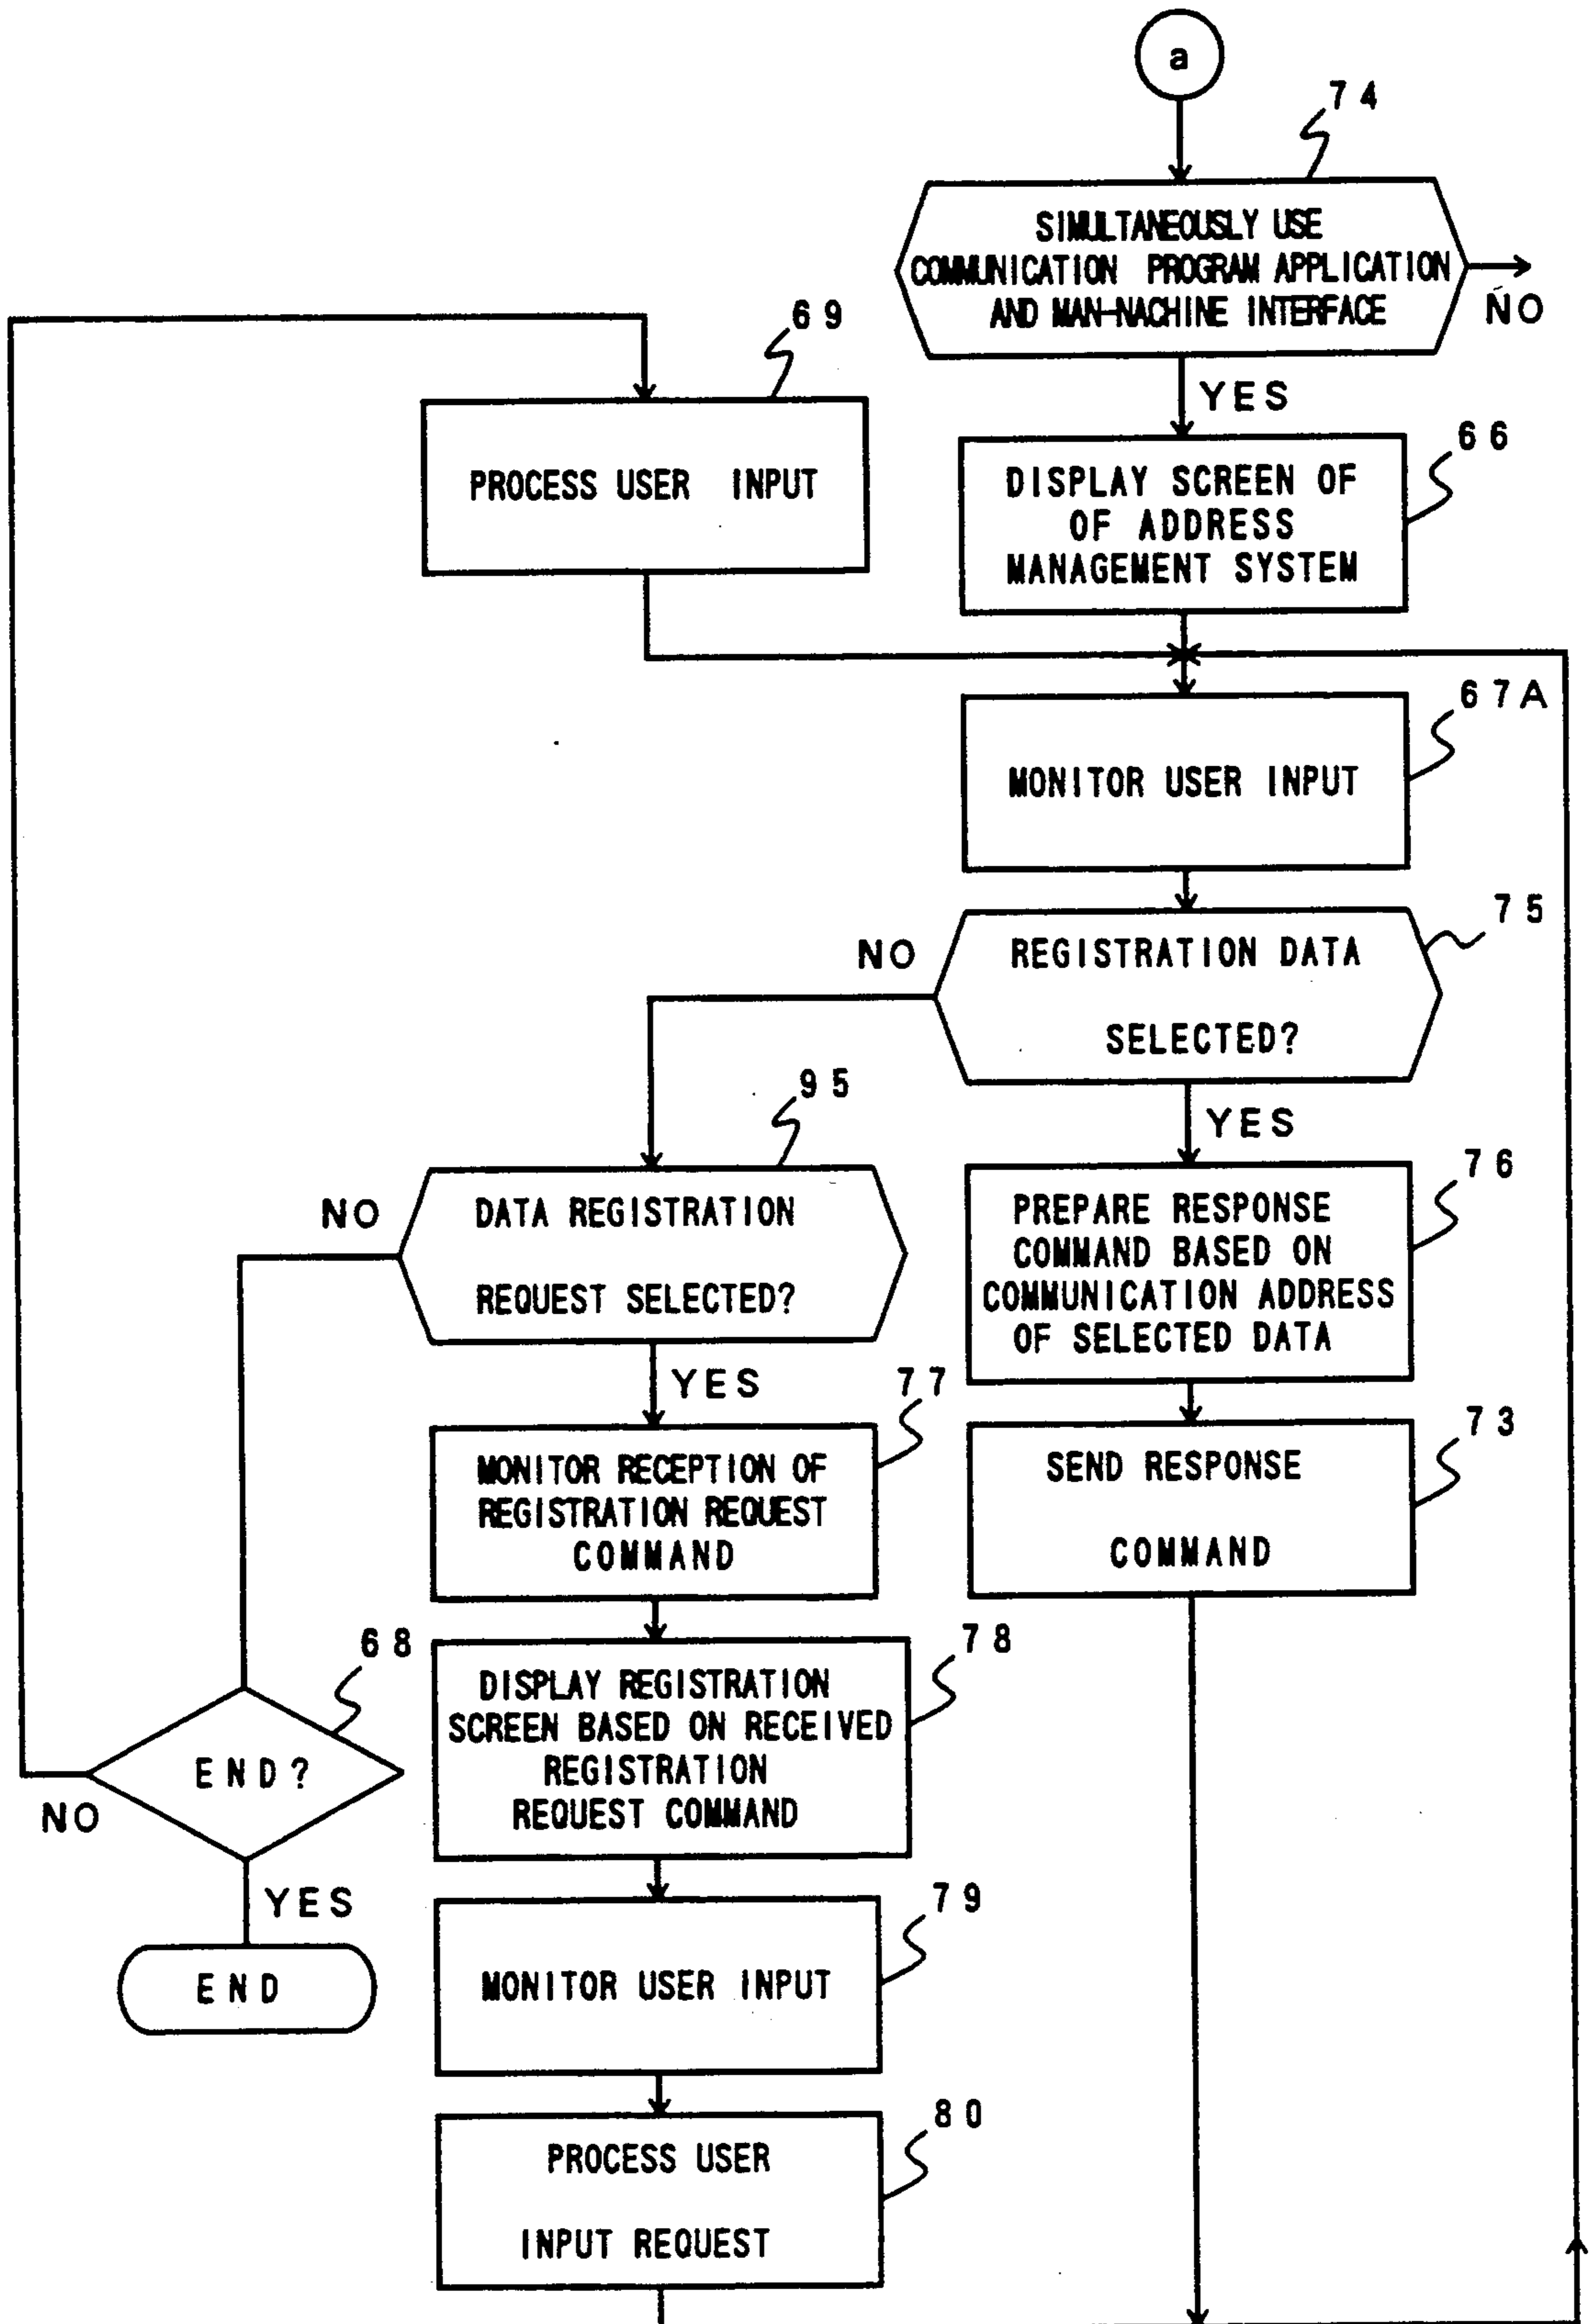 a
74
SIMULTANEOUSLY USE
COMMUNICATION PROGRAM APPLICATION
AND MAN-NACHINE INTERFACE
NO
YES
69
PROCESS USER INPUT
66
DISPLAY SCREEN OF
OF ADDRESS
MANAGEMENT SYSTEM
67A
MONITOR USER INPUT
75
REGISTRATION DATA
SELECTED?
NO
YES
95
DATA REGISTRATION
REQUEST SELECTED?
NO
YES
76
PREPARE RESPONSE
COMMAND BASED ON
COMMUNICATION ADDRESS
OF SELECTED DATA
77
MONITOR RECEPTION OF
REGISTRATION REQUEST
COMMAND
73
SEND RESPONSE
COMMAND
68
END?
NO
YES
END
78
DISPLAY REGISTRATION
SCREEN BASED ON RECEIVED
REGISTRATION
REQUEST COMMAND
79
MONITOR USER INPUT
80
PROCESS USER
INPUT REQUEST